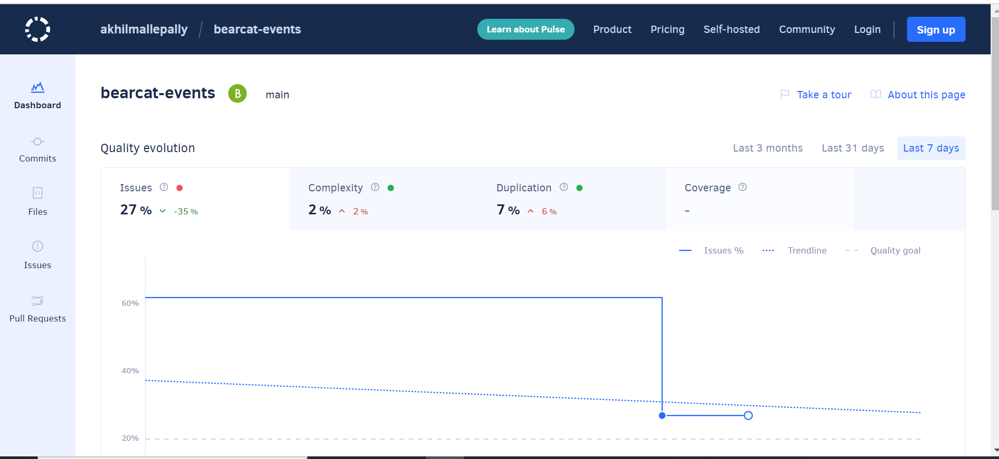 akhilmallepally / bearcat-events
Learn about Pulse
Product
Pricing
Self-hosted
Community
Login
Sign up
Dashboard
Commits
Files
Issues
Pull Requests
bearcat-events B main
Take a tour
About this page
Quality evolution
Last 3 months
Last 31 days
Last 7 days
Issues ?
27 % -35 %
Complexity ?
2 % 2 %
Duplication ?
7 % 6 %
Coverage ?
-
Issues %
Trendline
Quality goal
60%
40%
20%